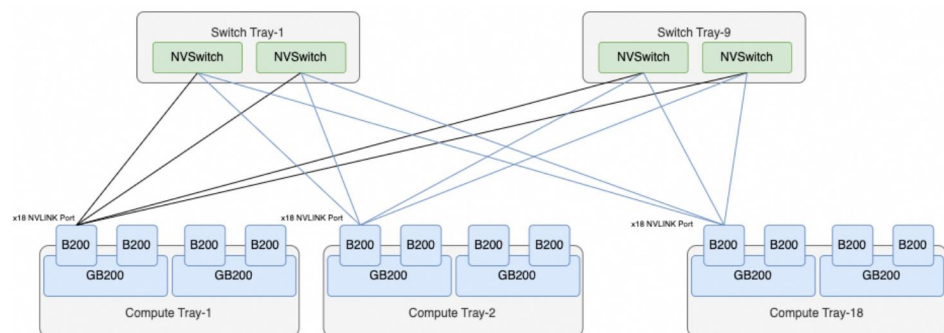 Switch Tray-1 Switch Tray-9
NVSwitch NVSwitch NVSwitch NVSwitch
x18 NVLINK Port x18 NVLINK Port x18 NVLINK Port
B200 B200 B200 B200 B200 B200 B200 B200 B200 B200 B200 B200
GB200 GB200 GB200 GB200 GB200 GB200
Compute Tray-1 Compute Tray-2 Compute Tray-18